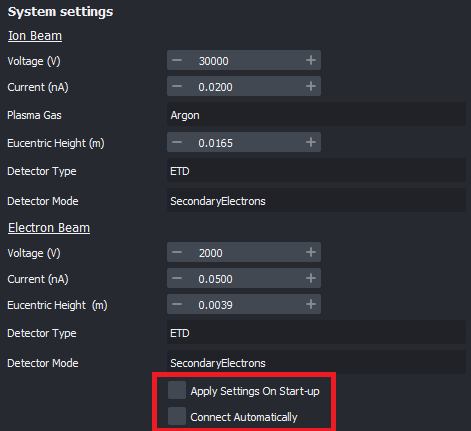 System settings
Ion Beam
Voltage (V) − 30000 +
Current (nA) − 0.0200 +
Plasma Gas Argon
Eucentric Height (m) − 0.0165 +
Detector Type ETD
Detector Mode SecondaryElectrons
Electron Beam
Voltage (V) − 2000 +
Current (nA) − 0.0500 +
Eucentric Height (m) − 0.0039 +
Detector Type ETD
Detector Mode SecondaryElectrons
Apply Settings On Start-up
Connect Automatically